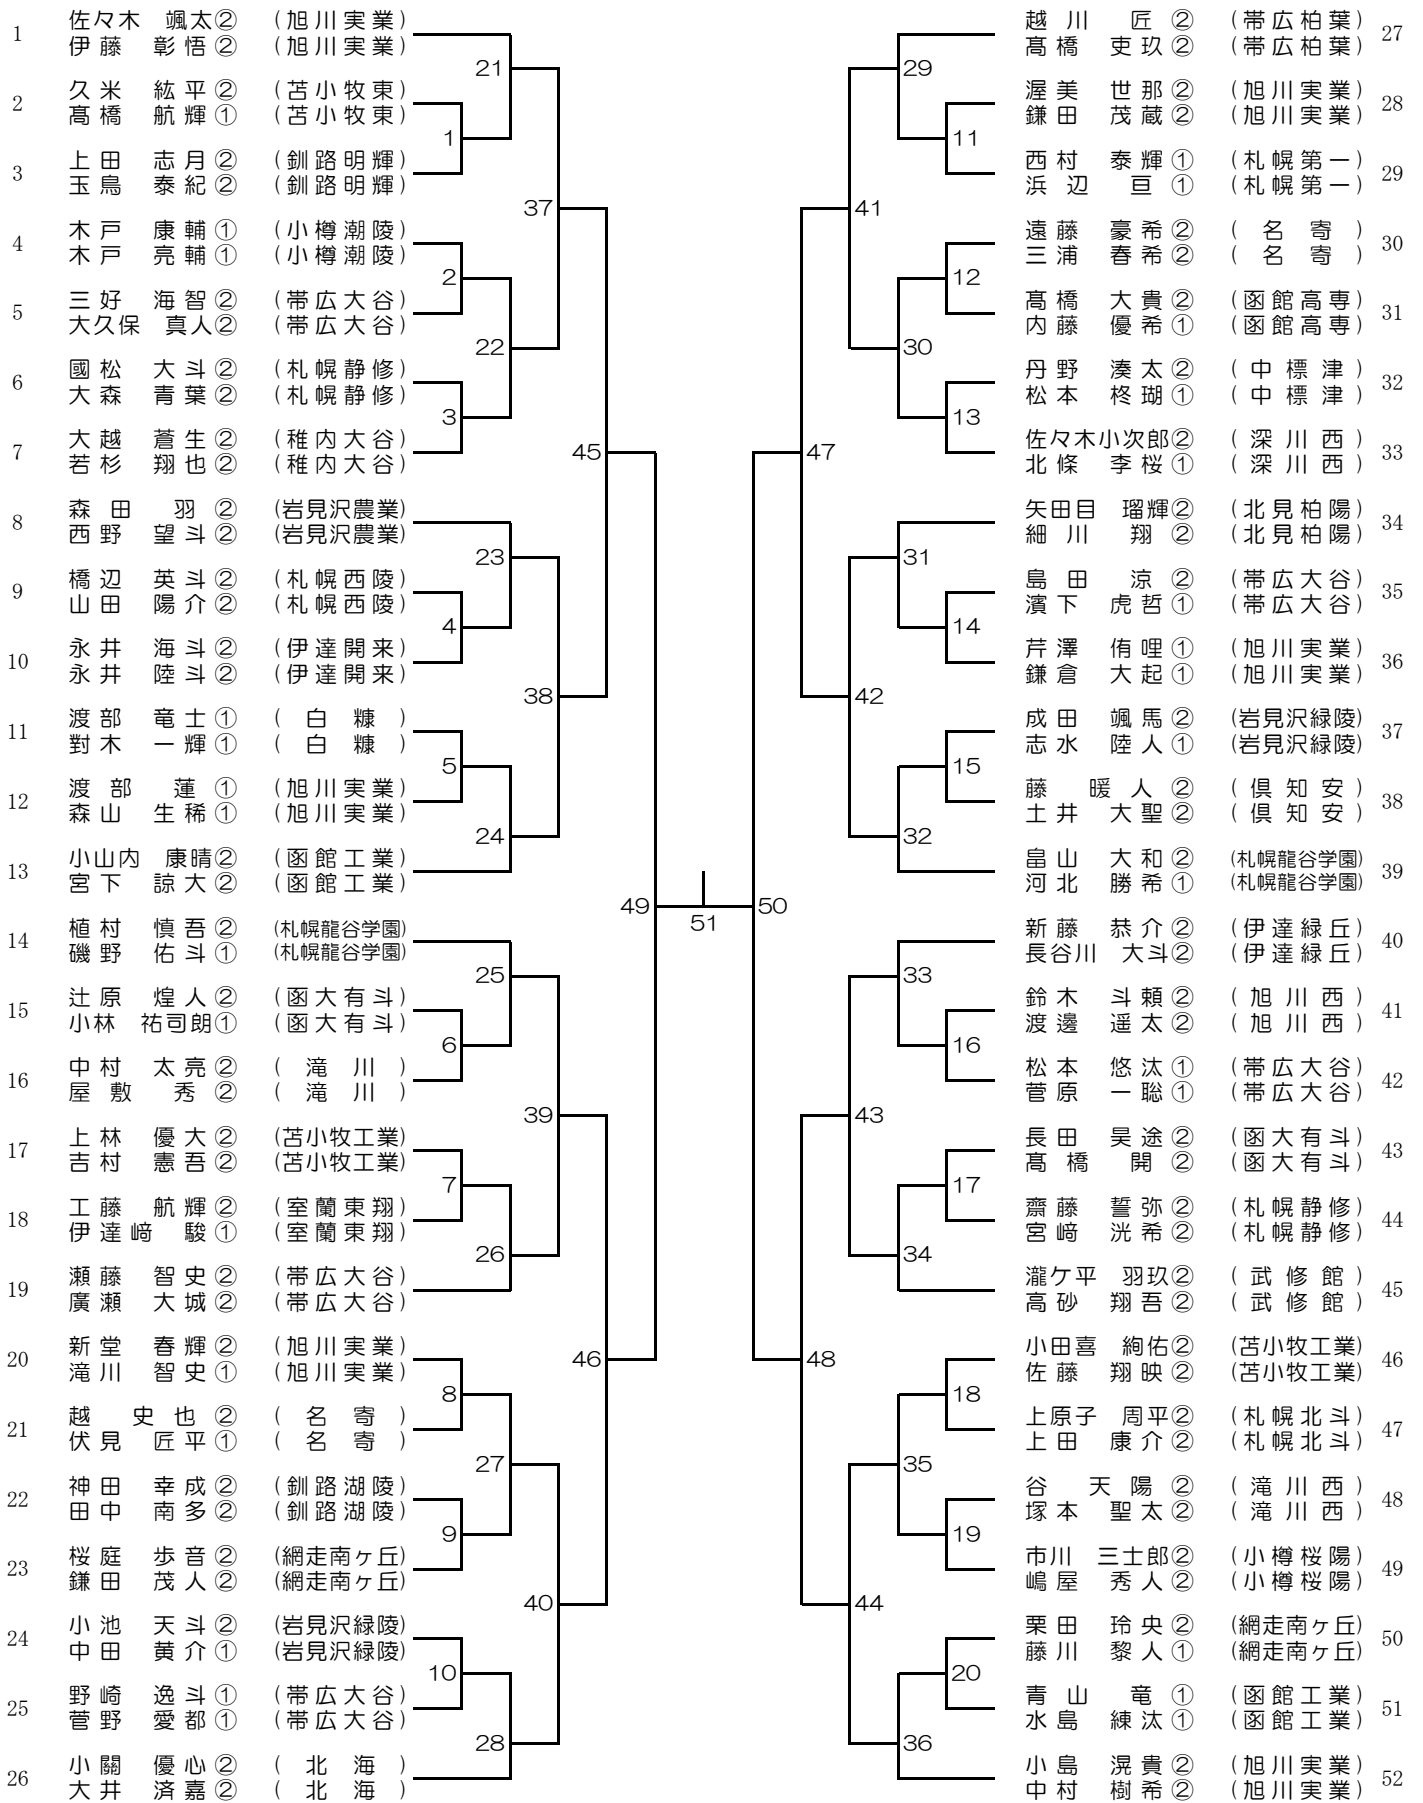 1 佐々木 颯太② (旭川実業)
伊藤 彰悟② (旭川実業)
2 久米 紘平② (苫小牧東)
髙橋 航輝① (苫小牧東)
3 上田 志月② (釧路明輝)
玉鳥 泰紀② (釧路明輝)
4 木戸 康輔① (小樽潮陵)
木戸 亮輔① (小樽潮陵)
5 三好 海智② (帯広大谷)
大久保 真人② (帯広大谷)
6 國松 大斗② (札幌静修)
大森 青葉② (札幌静修)
7 大越 蒼生② (稚内大谷)
若杉 翔也② (稚内大谷)
8 森田 羽② (岩見沢農業)
西野 望斗② (岩見沢農業)
9 橋辺 英斗② (札幌西陵)
山田 陽介② (札幌西陵)
10 永井 海斗② (伊達開来)
永井 陸斗② (伊達開来)
11 渡部 竜士① (白糠)
對木 一輝① (白糠)
12 渡部 蓮① (旭川実業)
森山 生稀① (旭川実業)
13 小山内 康晴② (函館工業)
宮下 諒大② (函館工業)
14 植村 慎吾② (札幌龍谷学園)
磯野 佑斗① (札幌龍谷学園)
15 辻原 煌人② (函大有斗)
小林 祐司朗① (函大有斗)
16 中村 太亮② (滝川)
屋敷 秀② (滝川)
17 上林 優大② (苫小牧工業)
吉村 憲吾② (苫小牧工業)
18 工藤 航輝② (室蘭東翔)
伊達﨑 駿① (室蘭東翔)
19 瀬藤 智史② (帯広大谷)
廣瀬 大城② (帯広大谷)
20 新堂 春輝② (旭川実業)
滝川 智史① (旭川実業)
21 越 史也② (名寄)
伏見 匠平① (名寄)
22 神田 幸成② (釧路湖陵)
田中 南多② (釧路湖陵)
23 桜庭 歩音② (網走南ヶ丘)
鎌田 茂人② (網走南ヶ丘)
24 小池 天斗② (岩見沢緑陵)
中田 黄介① (岩見沢緑陵)
25 野崎 逸斗① (帯広大谷)
菅野 愛都① (帯広大谷)
26 小關 優心② (北海)
大井 済嘉② (北海)
1
2
3
4
5
6
7
8
9
10
21
22
23
24
25
26
27
28
37
38
39
40
45
46
49
51
50
47
48
41
42
43
44
29
30
31
32
33
34
35
36
11
12
13
14
15
16
17
18
19
20
越川 匠② (帯広柏葉) 27
髙橋 吏玖② (帯広柏葉)
渥美 世那② (旭川実業) 28
鎌田 茂蔵② (旭川実業)
西村 泰輝① (札幌第一) 29
浜辺 亘① (札幌第一)
遠藤 豪希② (名寄) 30
三浦 春希② (名寄)
髙橋 大貴② (函館高専) 31
内藤 優希① (函館高専)
丹野 湊太② (中標津) 32
松本 柊瑚① (中標津)
佐々木小次郎② (深川西) 33
北條 李桜① (深川西)
矢田目 瑠輝② (北見柏陽) 34
細川 翔② (北見柏陽)
島田 涼② (帯広大谷) 35
濱下 虎哲① (帯広大谷)
芹澤 侑哩① (旭川実業) 36
鎌倉 大起① (旭川実業)
成田 颯馬② (岩見沢緑陵) 37
志水 陸人① (岩見沢緑陵)
藤 暖人② (倶知安) 38
土井 大聖② (倶知安)
畠山 大和② (札幌龍谷学園) 39
河北 勝希① (札幌龍谷学園)
新藤 恭介② (伊達緑丘) 40
長谷川 大斗② (伊達緑丘)
鈴木 斗頼② (旭川西) 41
渡邊 遥太② (旭川西)
松本 悠汰① (帯広大谷) 42
菅原 一聡① (帯広大谷)
長田 昊途② (函大有斗) 43
髙橋 開② (函大有斗)
齋藤 誓弥② (札幌静修) 44
宮﨑 洸希② (札幌静修)
瀧ケ平 羽玖② (武修館) 45
高砂 翔吾② (武修館)
小田喜 絢佑② (苫小牧工業) 46
佐藤 翔映② (苫小牧工業)
上原子 周平② (札幌北斗) 47
上田 康介② (札幌北斗)
谷 天陽② (滝川西) 48
塚本 聖太② (滝川西)
市川 三士郎② (小樽桜陽) 49
嶋屋 秀人② (小樽桜陽)
栗田 玲央② (網走南ヶ丘) 50
藤川 黎人① (網走南ヶ丘)
青山 竜① (函館工業) 51
水島 練汰① (函館工業)
小島 滉貴② (旭川実業) 52
中村 樹希② (旭川実業)